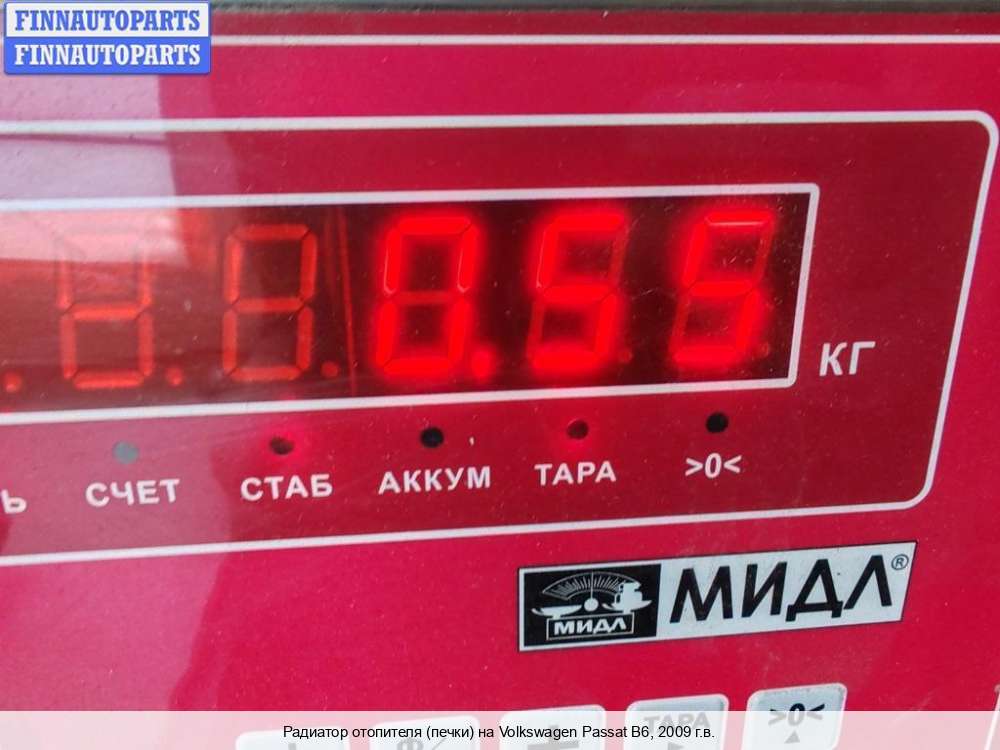 FINNAUTOPARTS
FINNAUTOPARTS
0.55
КГ
Ь СЧЕТ СТАБ АККУМ ТАРА >0<
МИДЛ МИДЛ®
ТАРА >0<
Радиатор отопителя (печки) на Volkswagen Passat B6, 2009 г.в.